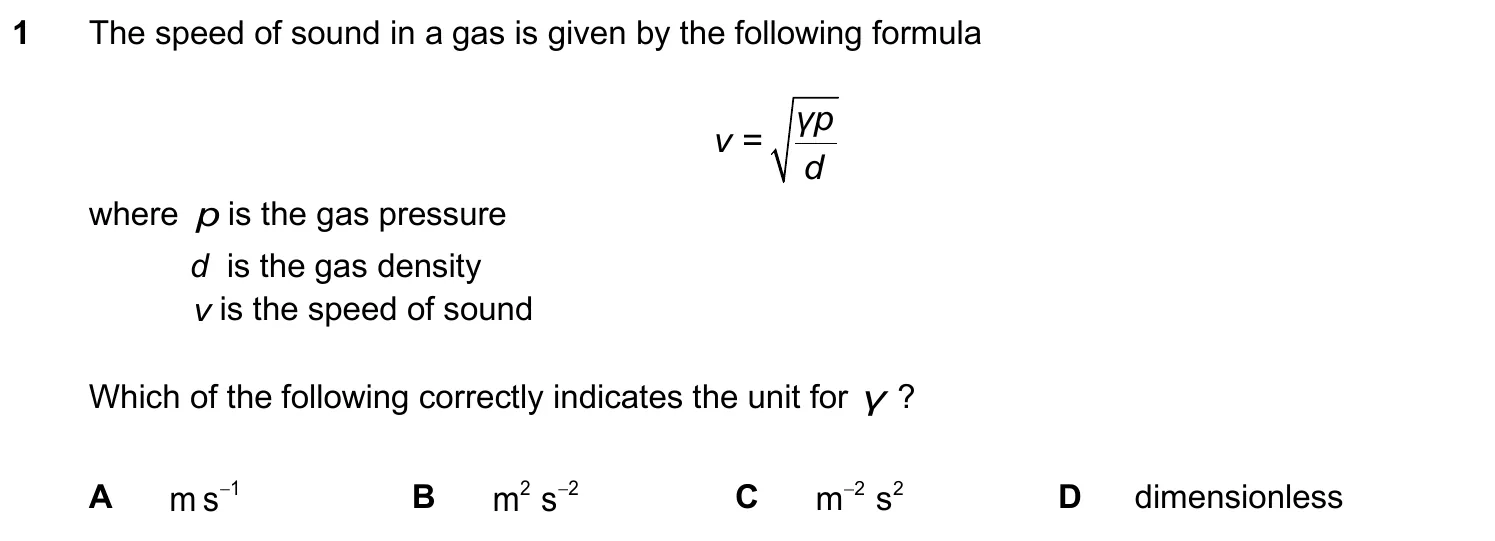 1 The speed of sound in a gas is given by the following formula
v = √(γp/d)
where p is the gas pressure
d is the gas density
v is the speed of sound
Which of the following correctly indicates the unit for γ ?
A m s⁻¹ B m² s⁻² C m⁻² s² D dimensionless